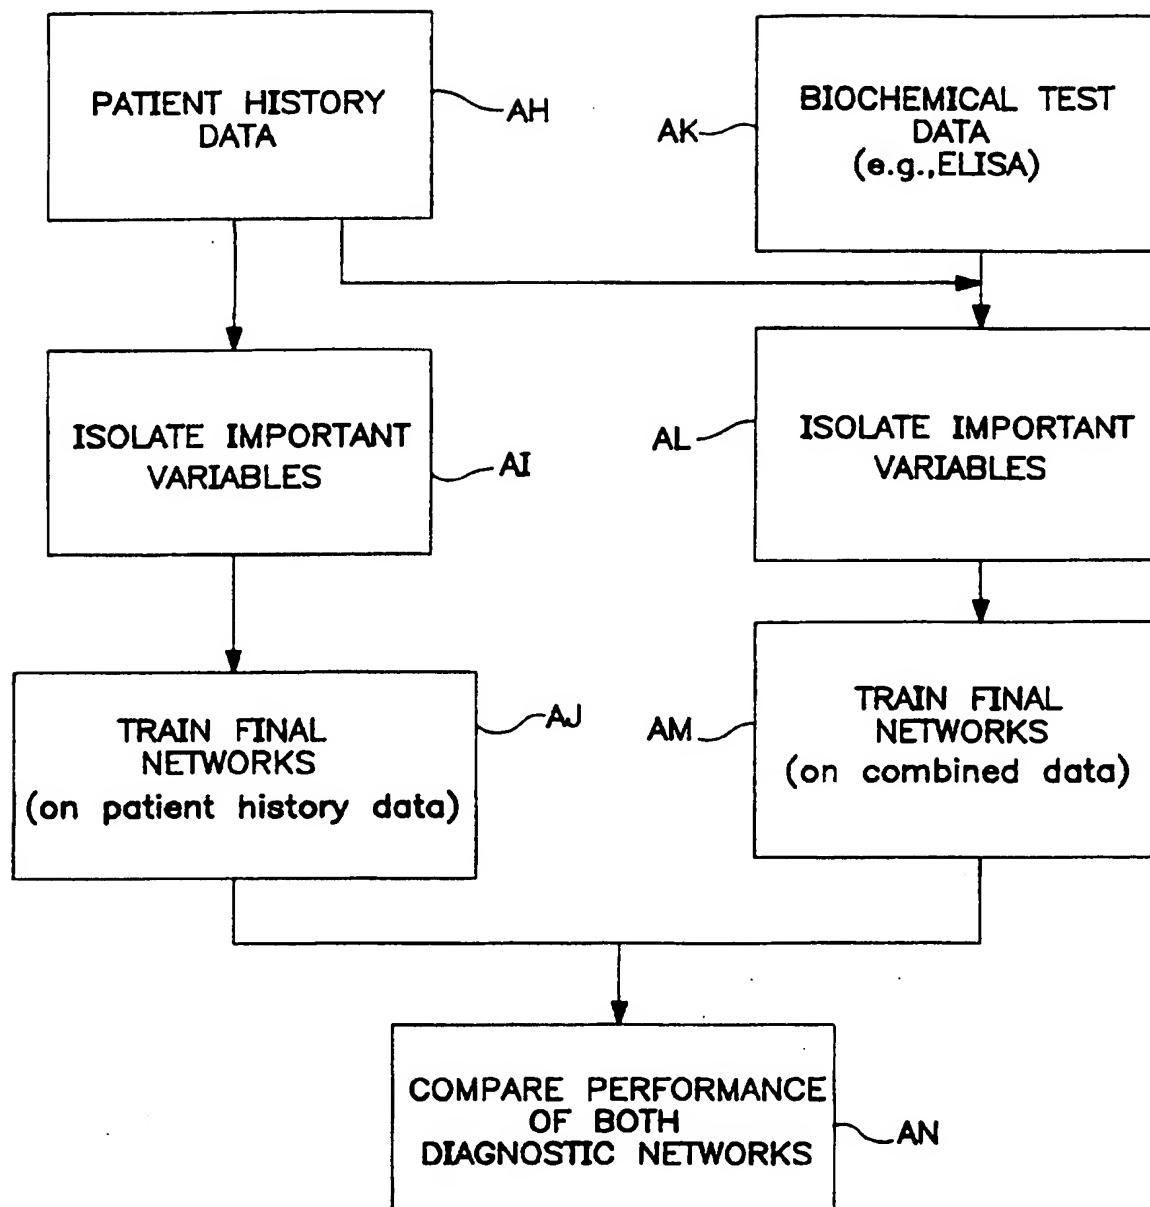 PATIENT HISTORY
DATA
AH
BIOCHEMICAL TEST
DATA
(e.g.,ELISA)
AK
ISOLATE IMPORTANT
VARIABLES
AI
AL
ISOLATE IMPORTANT
VARIABLES
TRAIN FINAL
NETWORKS
(on patient history data)
AJ
AM
TRAIN FINAL
NETWORKS
(on combined data)
COMPARE PERFORMANCE
OF BOTH
DIAGNOSTIC NETWORKS
AN